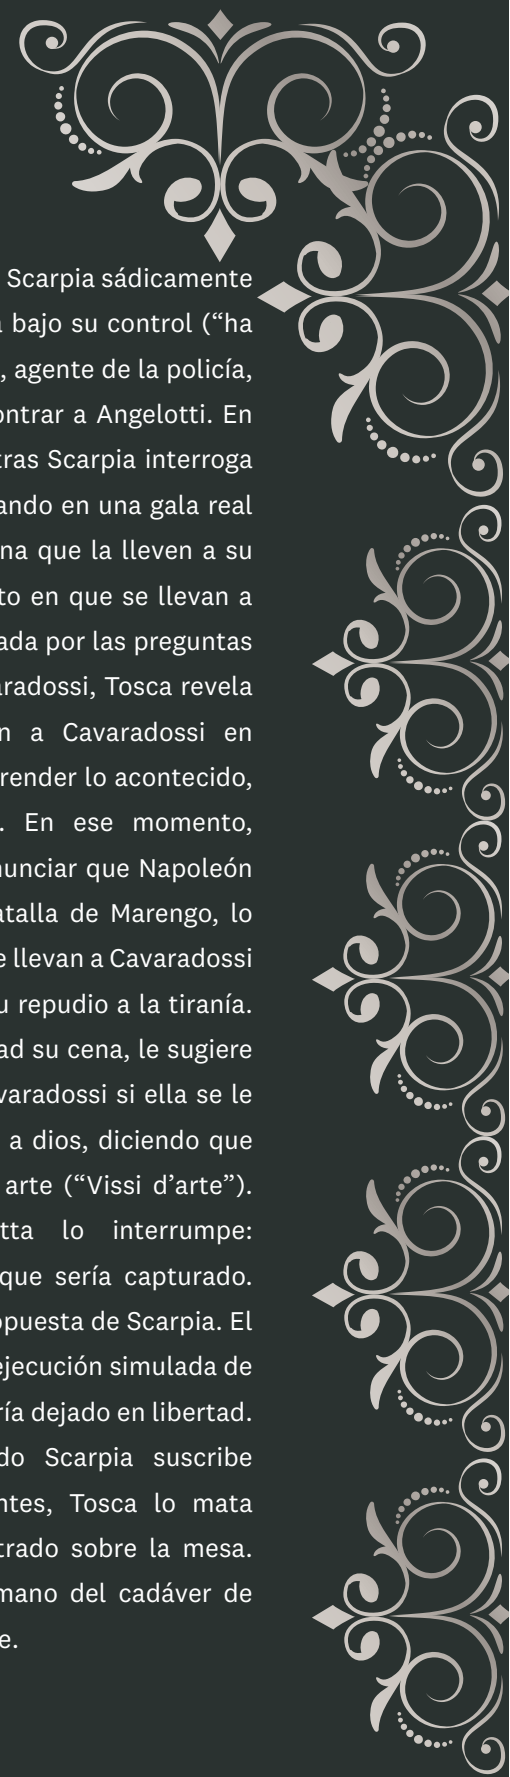 Scarpia sádicamente
bajo su control (“ha
, agente de la policía,
ontrar a Angelotti. En
tras Scarpia interroga
ando en una gala real
na que la lleven a su
to en que se llevan a
ada por las preguntas
aradossi, Tosca revela
n a Cavaradossi en
render lo acontecido,
. En ese momento,
nunciar que Napoleón
atalla de Marengo, lo
e llevan a Cavaradossi
u repudio a la tiranía.
ad su cena, le sugiere
varadossi si ella se le
a dios, diciendo que
arte (“Vissi d’arte”).
tta lo interrumpe:
que sería capturado.
opuesta de Scarpia. El
ejecución simulada de
ría dejado en libertad.
do Scarpia suscribe
ntes, Tosca lo mata
trado sobre la mesa.
mano del cadáver de
e.